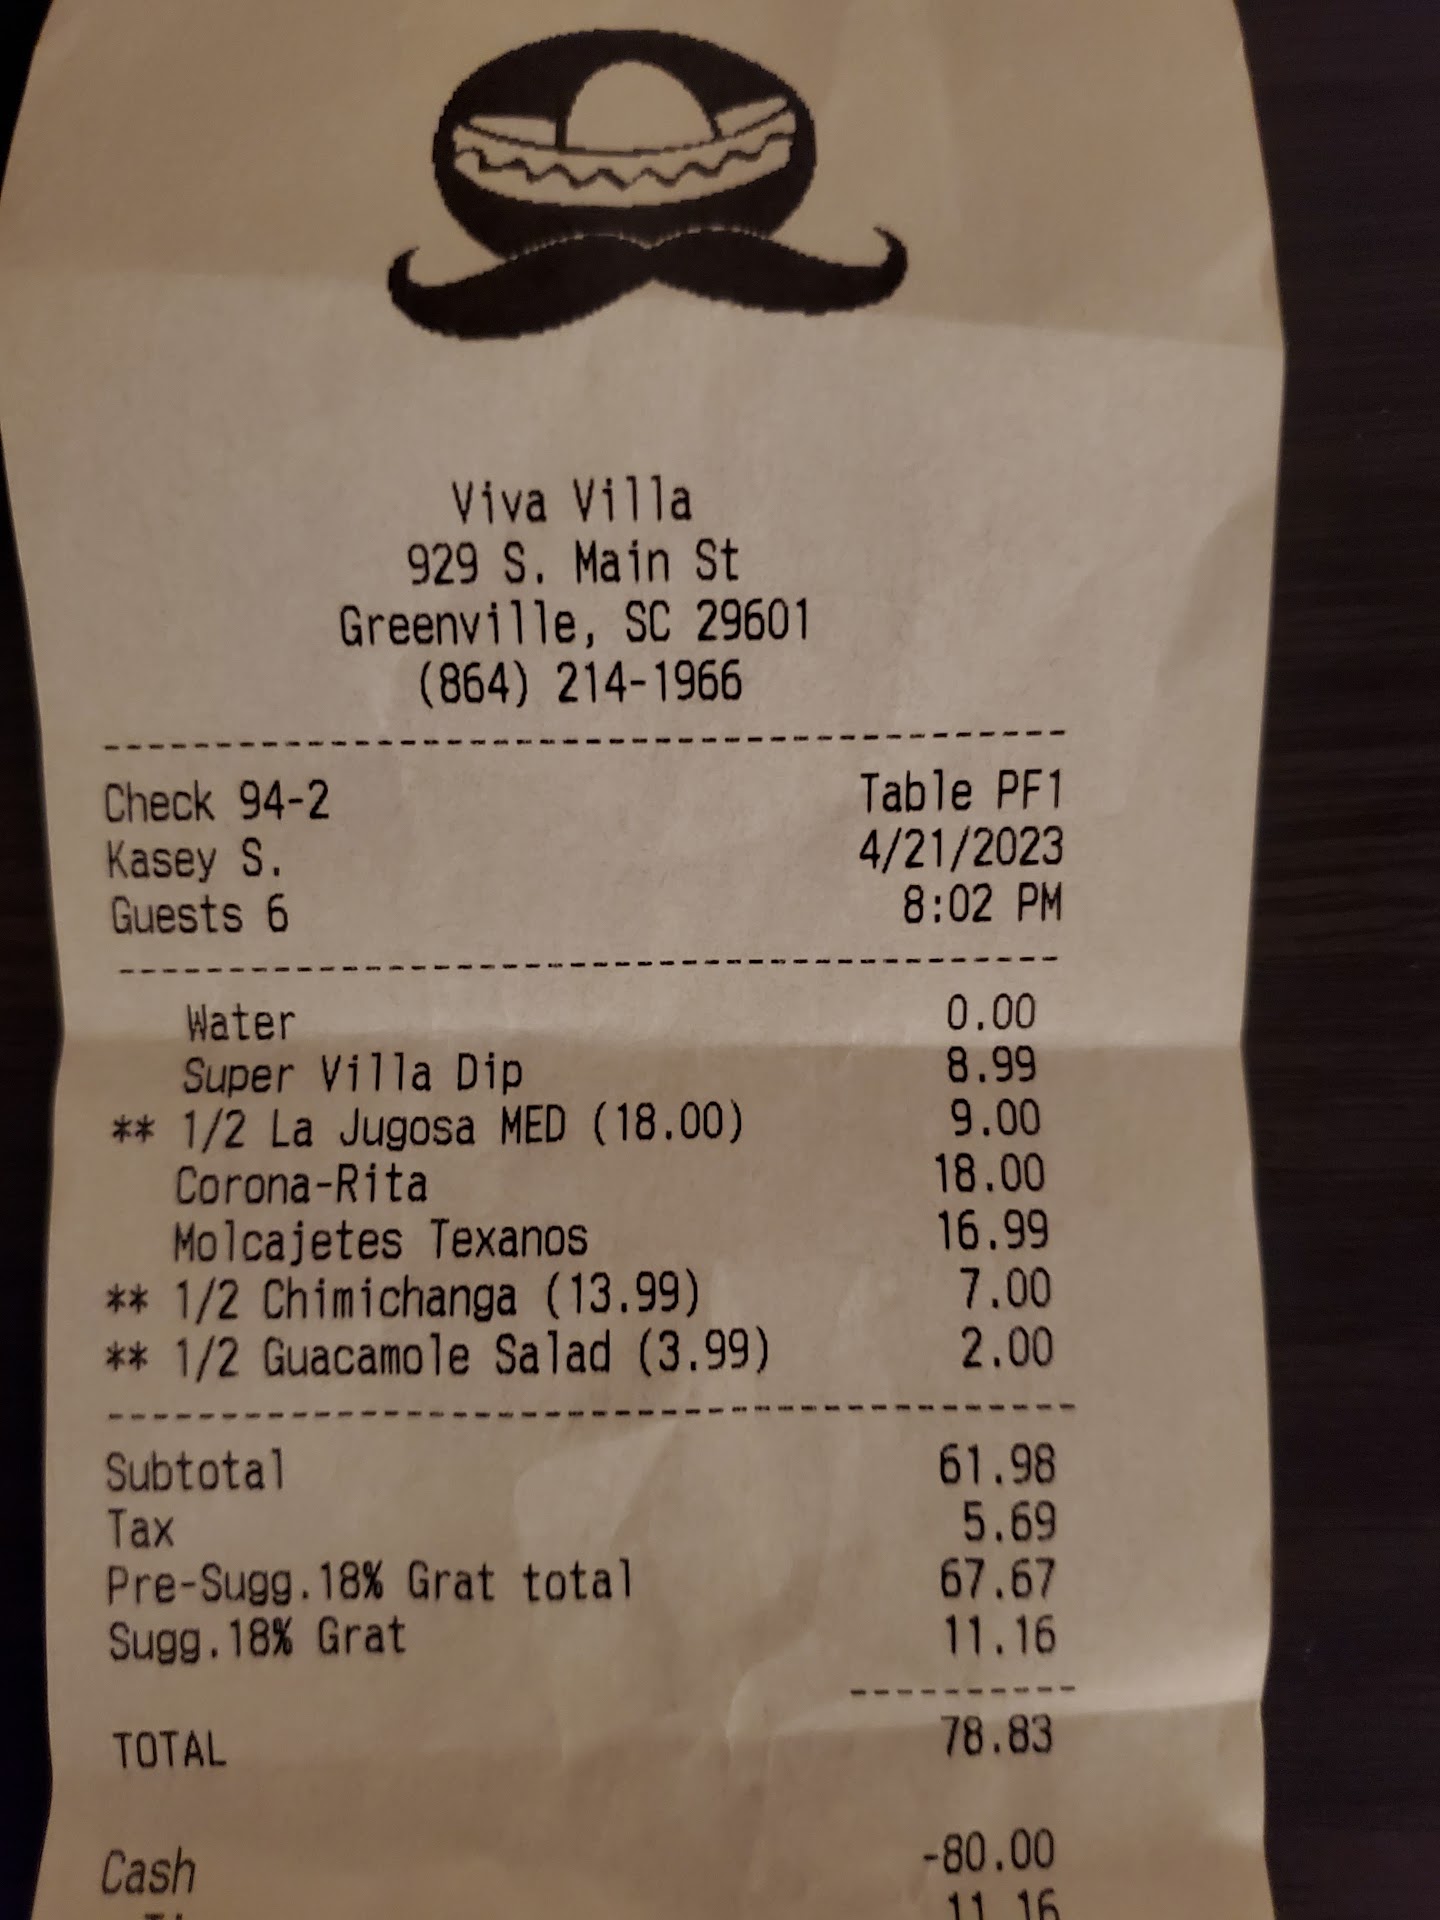 Viva Villa
929 S. Main St
Greenville, SC 29601
(864) 214-1966
Check 94-2 Table PF1
Kasey S. 4/21/2023
Guests 6 8:02 PM
Water 0.00
Super Villa Dip 8.99
** 1/2 La Jugosa MED (18.00) 9.00
Corona-Rita 18.00
Molcajetes Texanos 16.99
** 1/2 Chimichanga (13.99) 7.00
** 1/2 Guacamole Salad (3.99) 2.00
Subtotal 61.98
Tax 5.69
Pre-Sugg.18% Grat total 67.67
Sugg.18% Grat 11.16
TOTAL 78.83
Cash -80.00
11.16